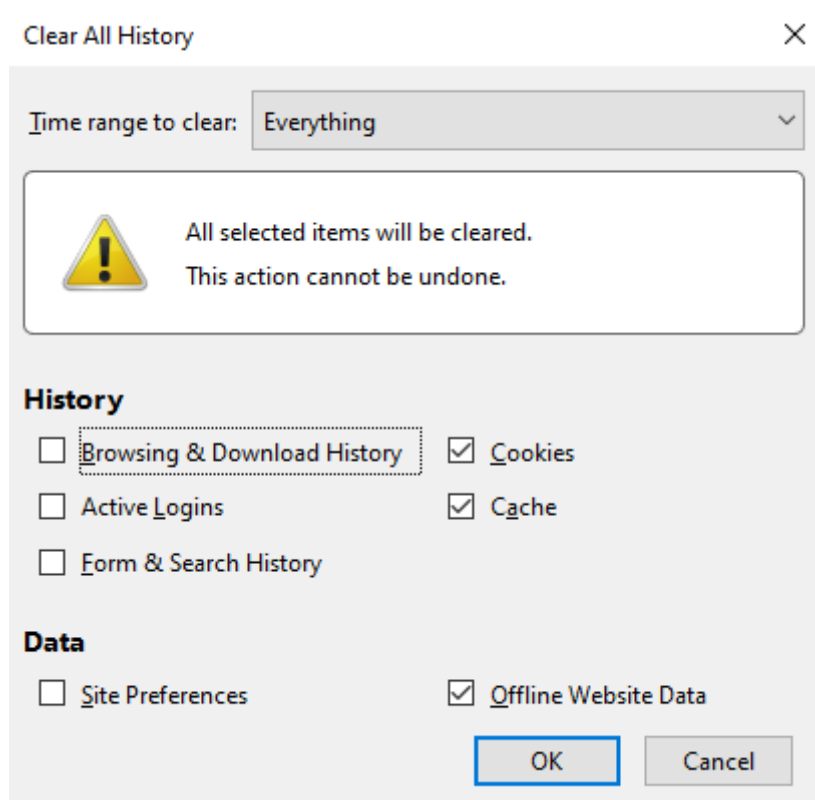 Clear All History
Time range to clear: Everything
All selected items will be cleared.
This action cannot be undone.
History
Browsing & Download History Cookies
Active Logins Cache
Form & Search History
Data
Site Preferences Offline Website Data
OK Cancel